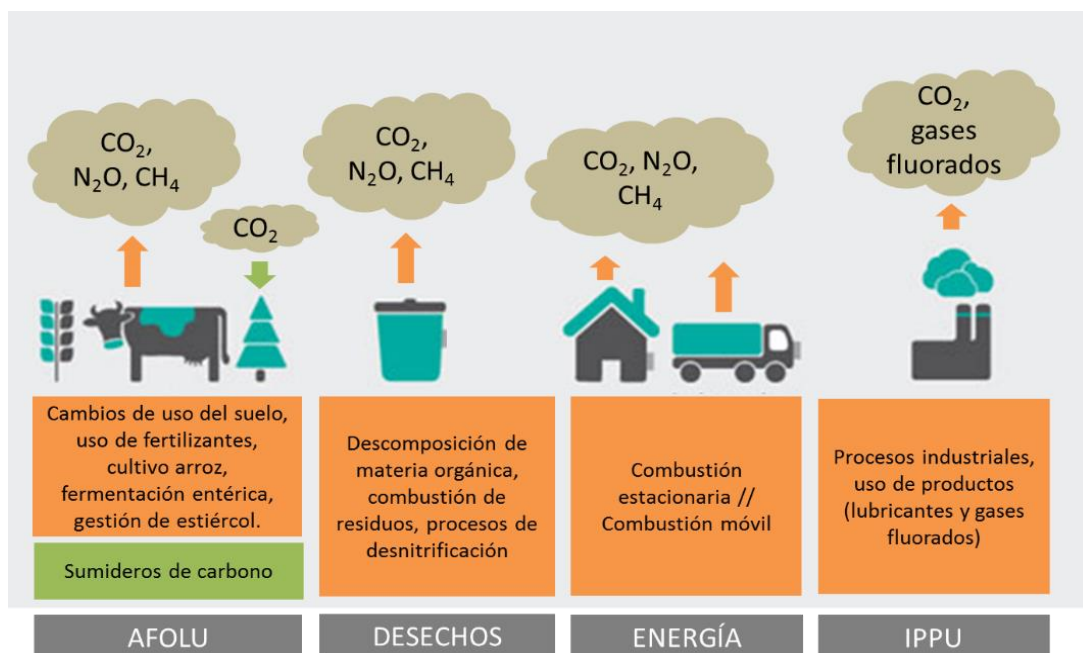 CO₂,
N₂O, CH₄
CO₂
CO₂,
N₂O, CH₄
CO₂, N₂O,
CH₄
CO₂,
gases
fluorados
Cambios de uso del suelo,
uso de fertilizantes,
cultivo arroz,
fermentación entérica,
gestión de estiércol.
Sumideros de carbono
Descomposición de
materia orgánica,
combustión de
residuos, procesos de
desnitrificación
Combustión
estacionaria //
Combustión móvil
Procesos industriales,
uso de productos
(lubricantes y gases
fluorados)
AFOLU
DESECHOS
ENERGÍA
IPPU